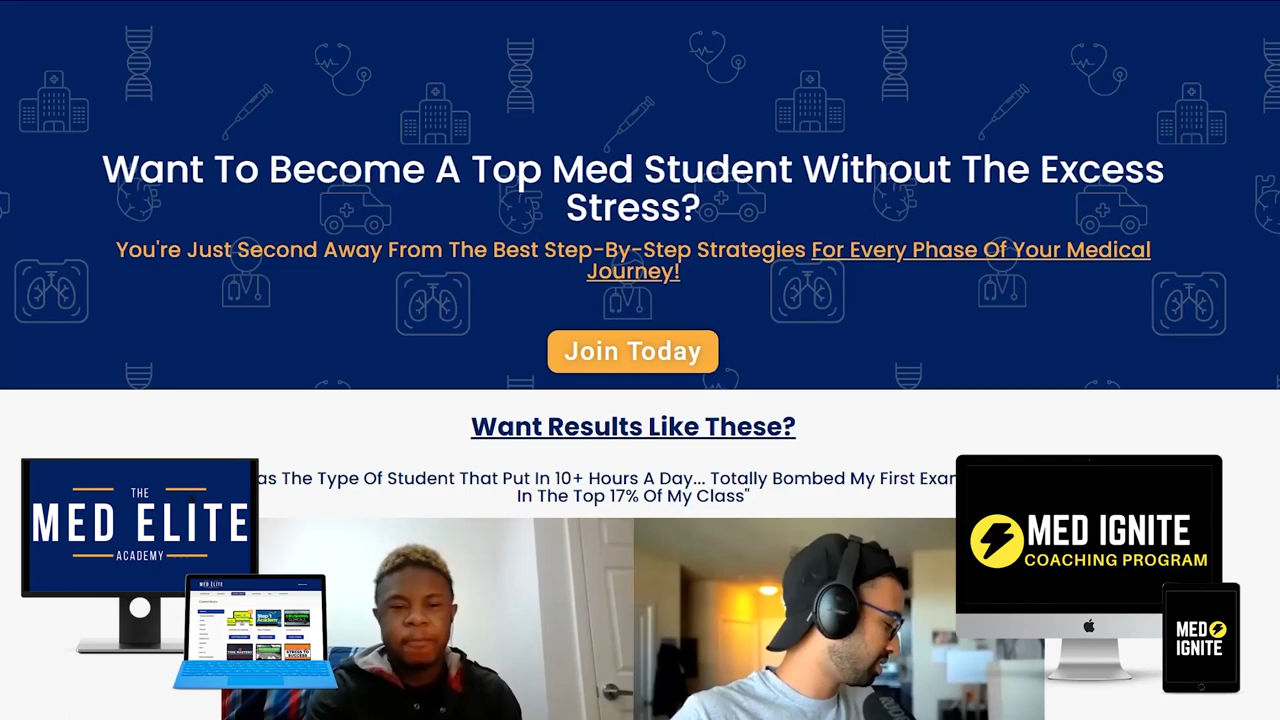 Want To Become A Top Med Student Without The Excess
Stress?
You're Just Second Away From The Best Step-By-Step Strategies For Every Phase Of Your Medical
Journey!
Join Today
Want Results Like These?
as The Type Of Student That Put In 10+ Hours A Day... Totally Bombed My First Exam
In The Top 17% Of My Class"
THE
MED ELITE
ACADEMY
MED IGNITE
COACHING PROGRAM
MED ELITE
MED
IGNITE